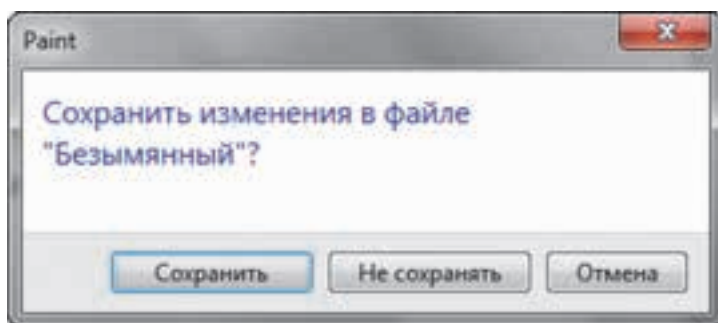 Paint
Сохранить изменения в файле
"Безымянный"?
Сохранить Не сохранять Отмена